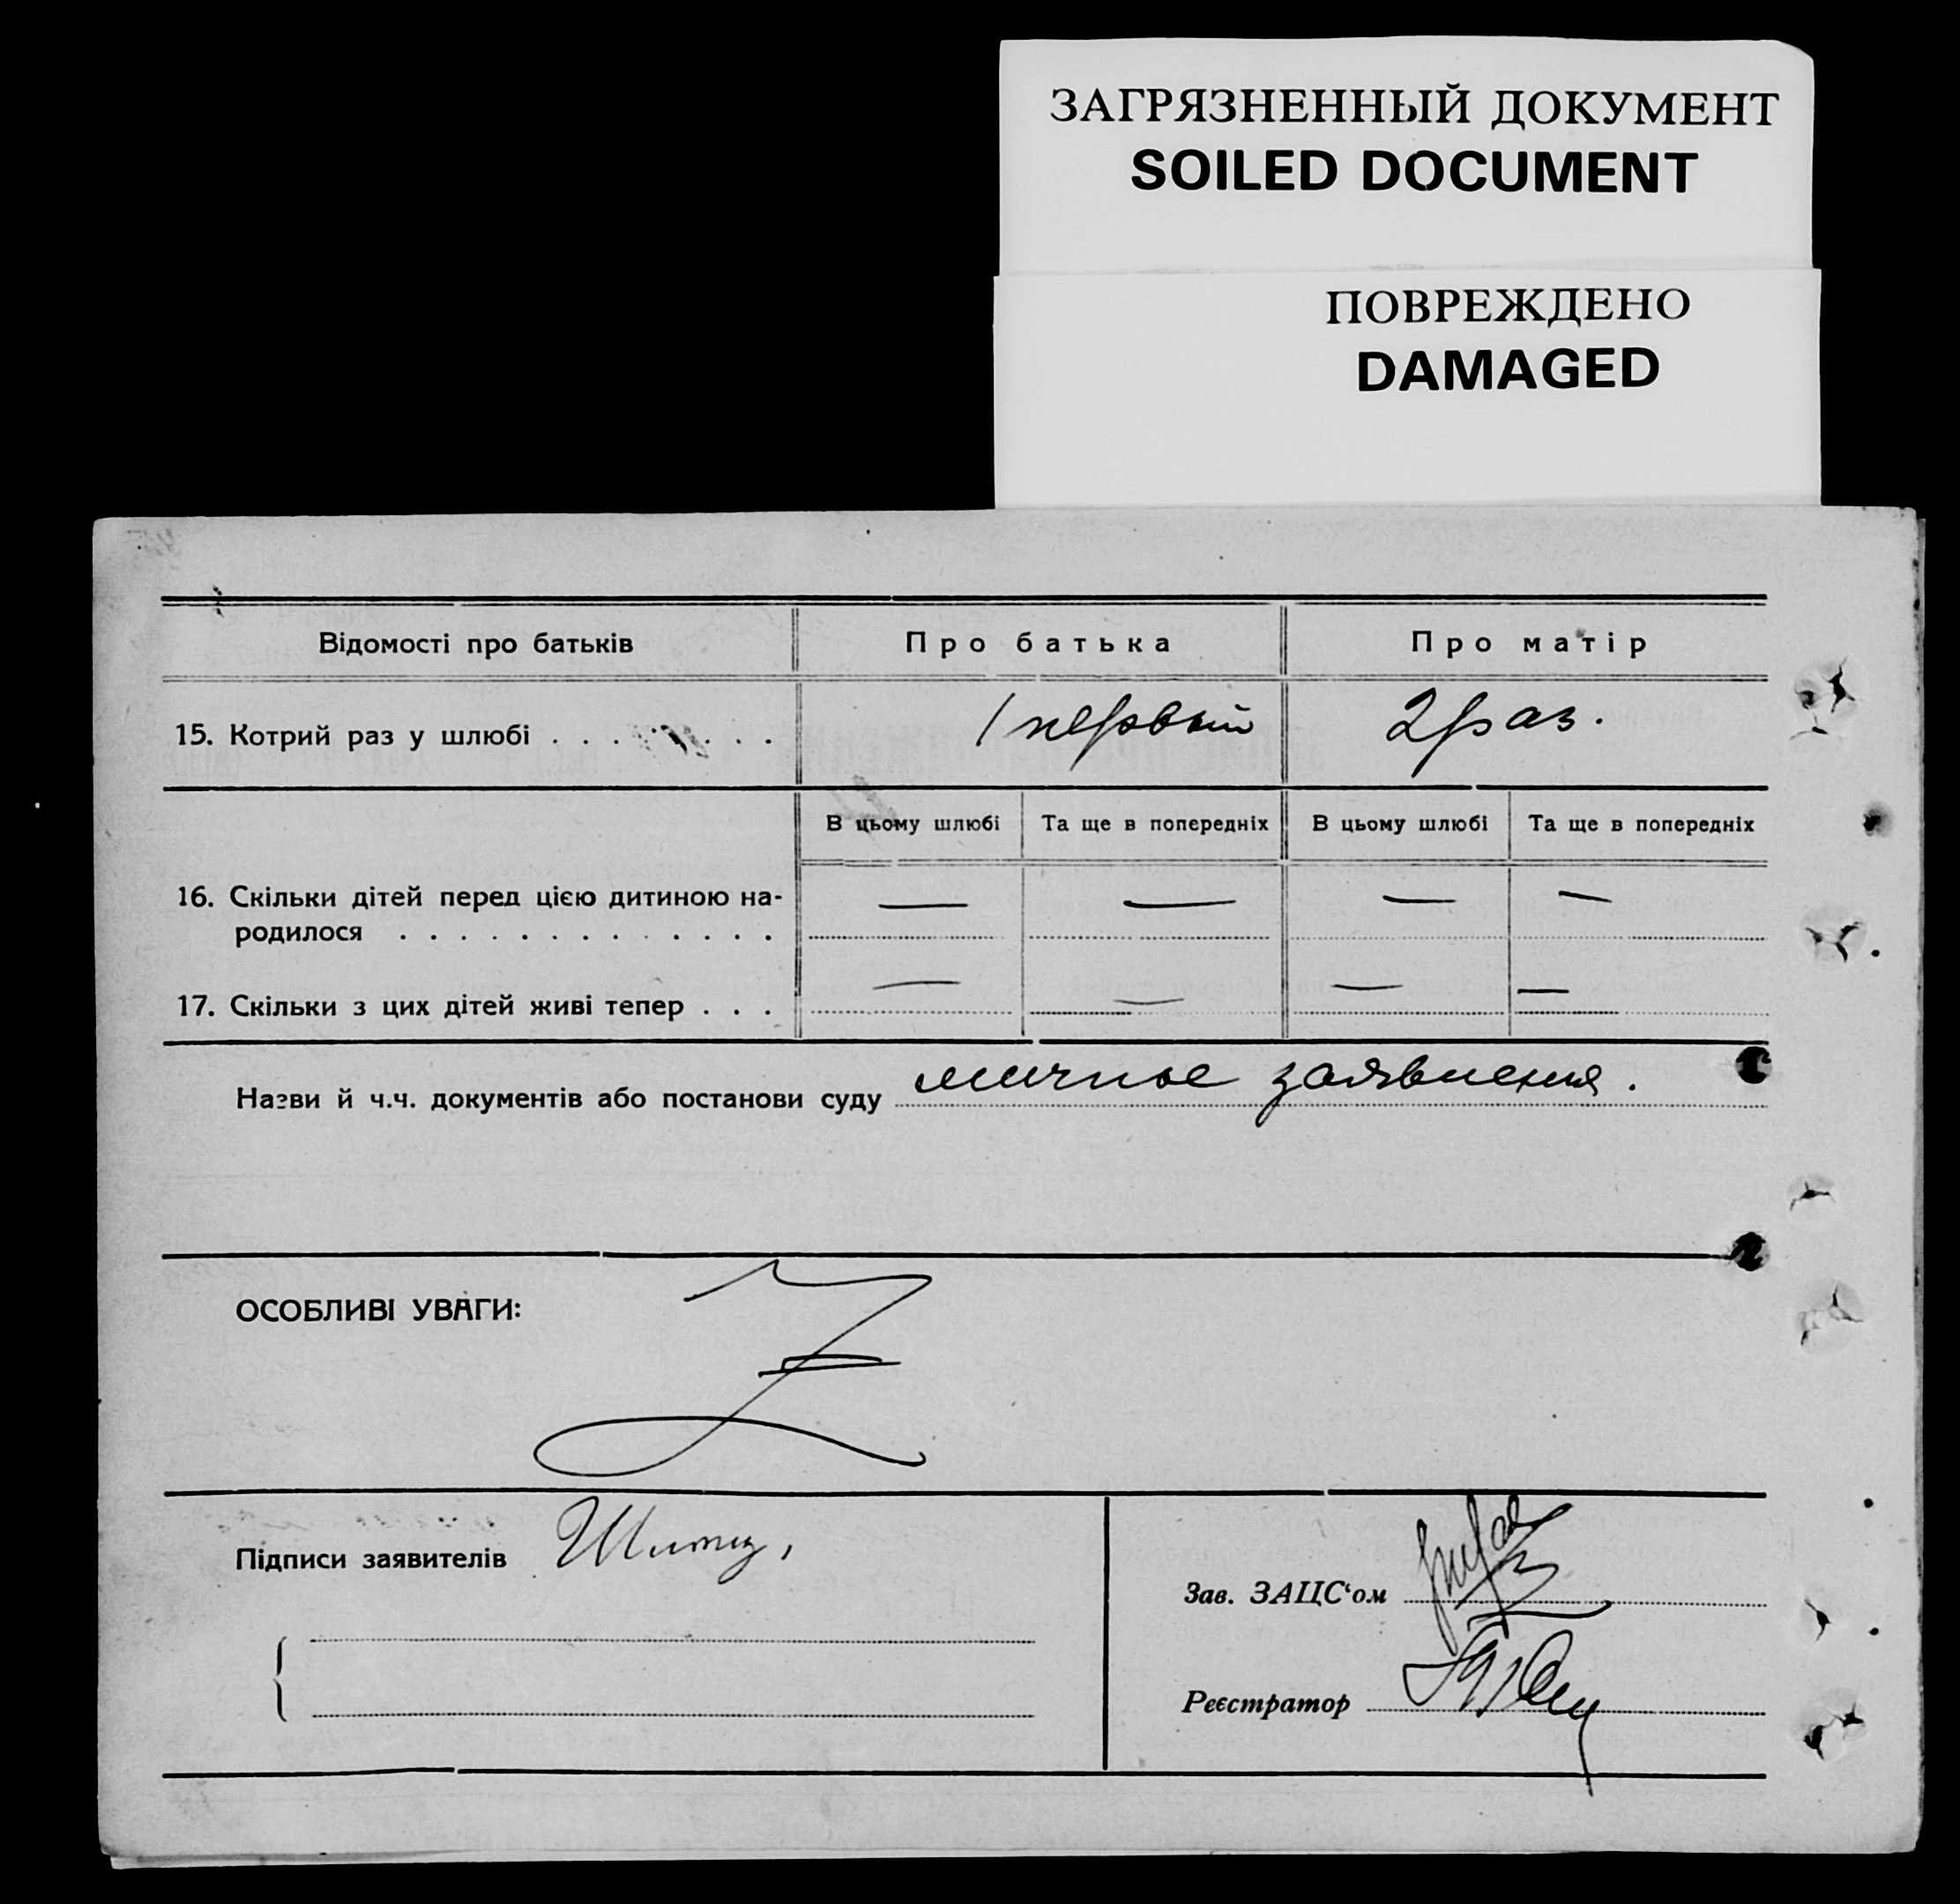 ЗАГРЯЗНЕННЫЙ ДОКУМЕНТ
SOILED DOCUMENT
ПОВРЕЖДЕНО
DAMAGED
Відомості про батьків Про батька Про матір
15. Котрий раз у шлюбі . . . . . . . . 1 первый 2 раз.
В цьому шлюбі Та ще в попередніх В цьому шлюбі Та ще в попередніх
16. Скільки дітей перед цією дитиною на-
родилося . . . . . . . . . . . . . — — — —
17. Скільки з цих дітей живі тепер . . . — — — —
Назви й ч.ч. документів або постанови суду личное заявления.
ОСОБЛИВІ УВАГИ:
Підписи заявителів
Зав. ЗАЦС‘ом
Реєстратор